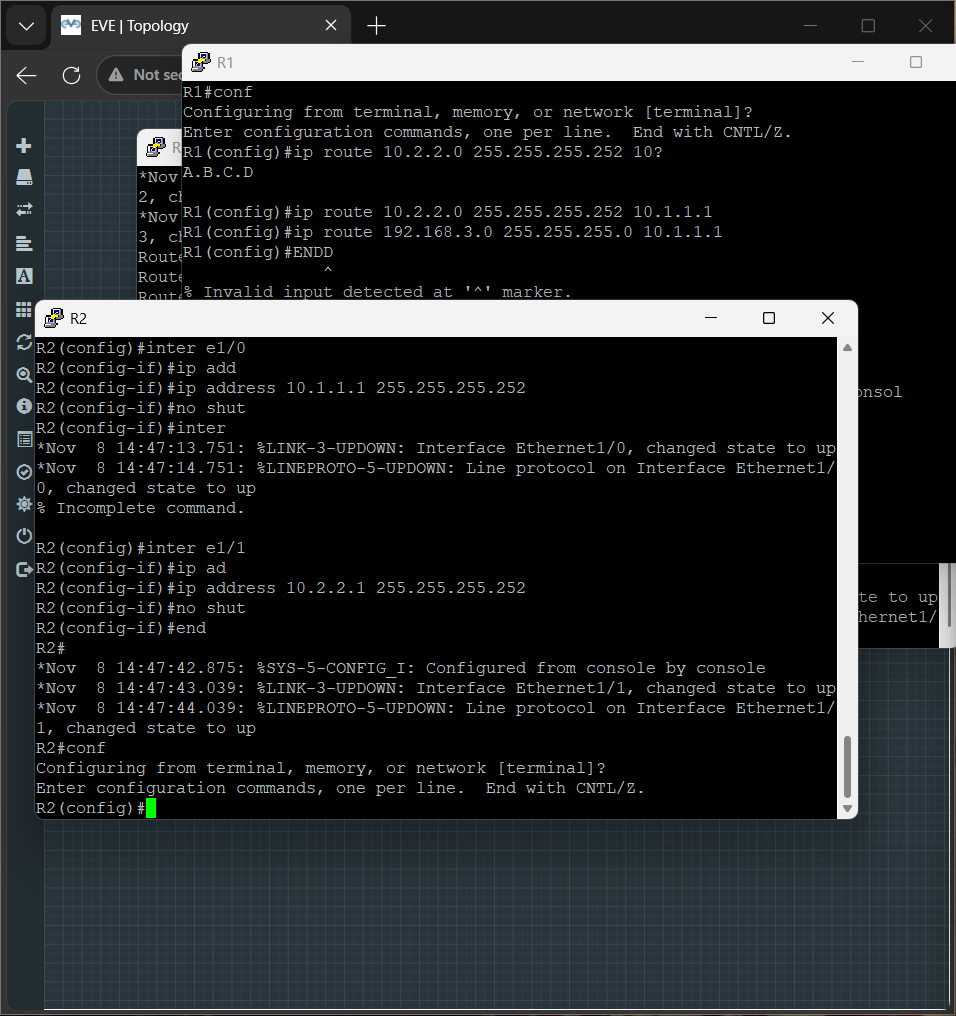 EVE | Topology
Not sec
R1
R1#conf
Configuring from terminal, memory, or network [terminal]?
Enter configuration commands, one per line.  End with CNTL/Z.
R1(config)#ip route 10.2.2.0 255.255.255.252 10?
A.B.C.D
R1(config)#ip route 10.2.2.0 255.255.255.252 10.1.1.1
R1(config)#ip route 192.168.3.0 255.255.255.0 10.1.1.1
R1(config)#ENDD
^
% Invalid input detected at '^' marker.
R
*Nov
2, ch
*Nov
3, ch
Route
Route
Route
onsol
te to up
hernet1/
R2
R2(config)#inter e1/0
R2(config-if)#ip add
R2(config-if)#ip address 10.1.1.1 255.255.255.252
R2(config-if)#no shut
R2(config-if)#inter
*Nov  8 14:47:13.751: %LINK-3-UPDOWN: Interface Ethernet1/0, changed state to up
*Nov  8 14:47:14.751: %LINEPROTO-5-UPDOWN: Line protocol on Interface Ethernet1/
0, changed state to up
% Incomplete command.
R2(config)#inter e1/1
R2(config-if)#ip ad
R2(config-if)#ip address 10.2.2.1 255.255.255.252
R2(config-if)#no shut
R2(config-if)#end
R2#
*Nov  8 14:47:42.875: %SYS-5-CONFIG_I: Configured from console by console
*Nov  8 14:47:43.039: %LINK-3-UPDOWN: Interface Ethernet1/1, changed state to up
*Nov  8 14:47:44.039: %LINEPROTO-5-UPDOWN: Line protocol on Interface Ethernet1/
1, changed state to up
R2#conf
Configuring from terminal, memory, or network [terminal]?
Enter configuration commands, one per line.  End with CNTL/Z.
R2(config)#